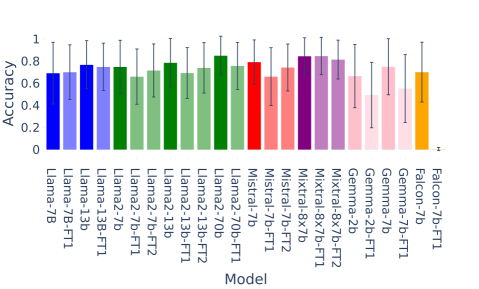 1
0.8
0.6
0.4
0.2
0
Accuracy
Llama-7B
Llama-7B-FT1
Llama-13b
Llama-13B-FT1
Llama2-7b
Llama2-7b-FT1
Llama2-7b-FT2
Llama2-13b
Llama2-13b-FT1
Llama2-13b-FT2
Llama2-70b
Llama2-70b-FT1
Mistral-7b
Mistral-7b-FT1
Mistral-7b-FT2
Mixtral-8x7b
Mixtral-8x7b-FT1
Mixtral-8x7b-FT2
Gemma-2b
Gemma-2b-FT1
Gemma-7b
Gemma-7b-FT1
Falcon-7b
Falcon-7b-FT1
Model